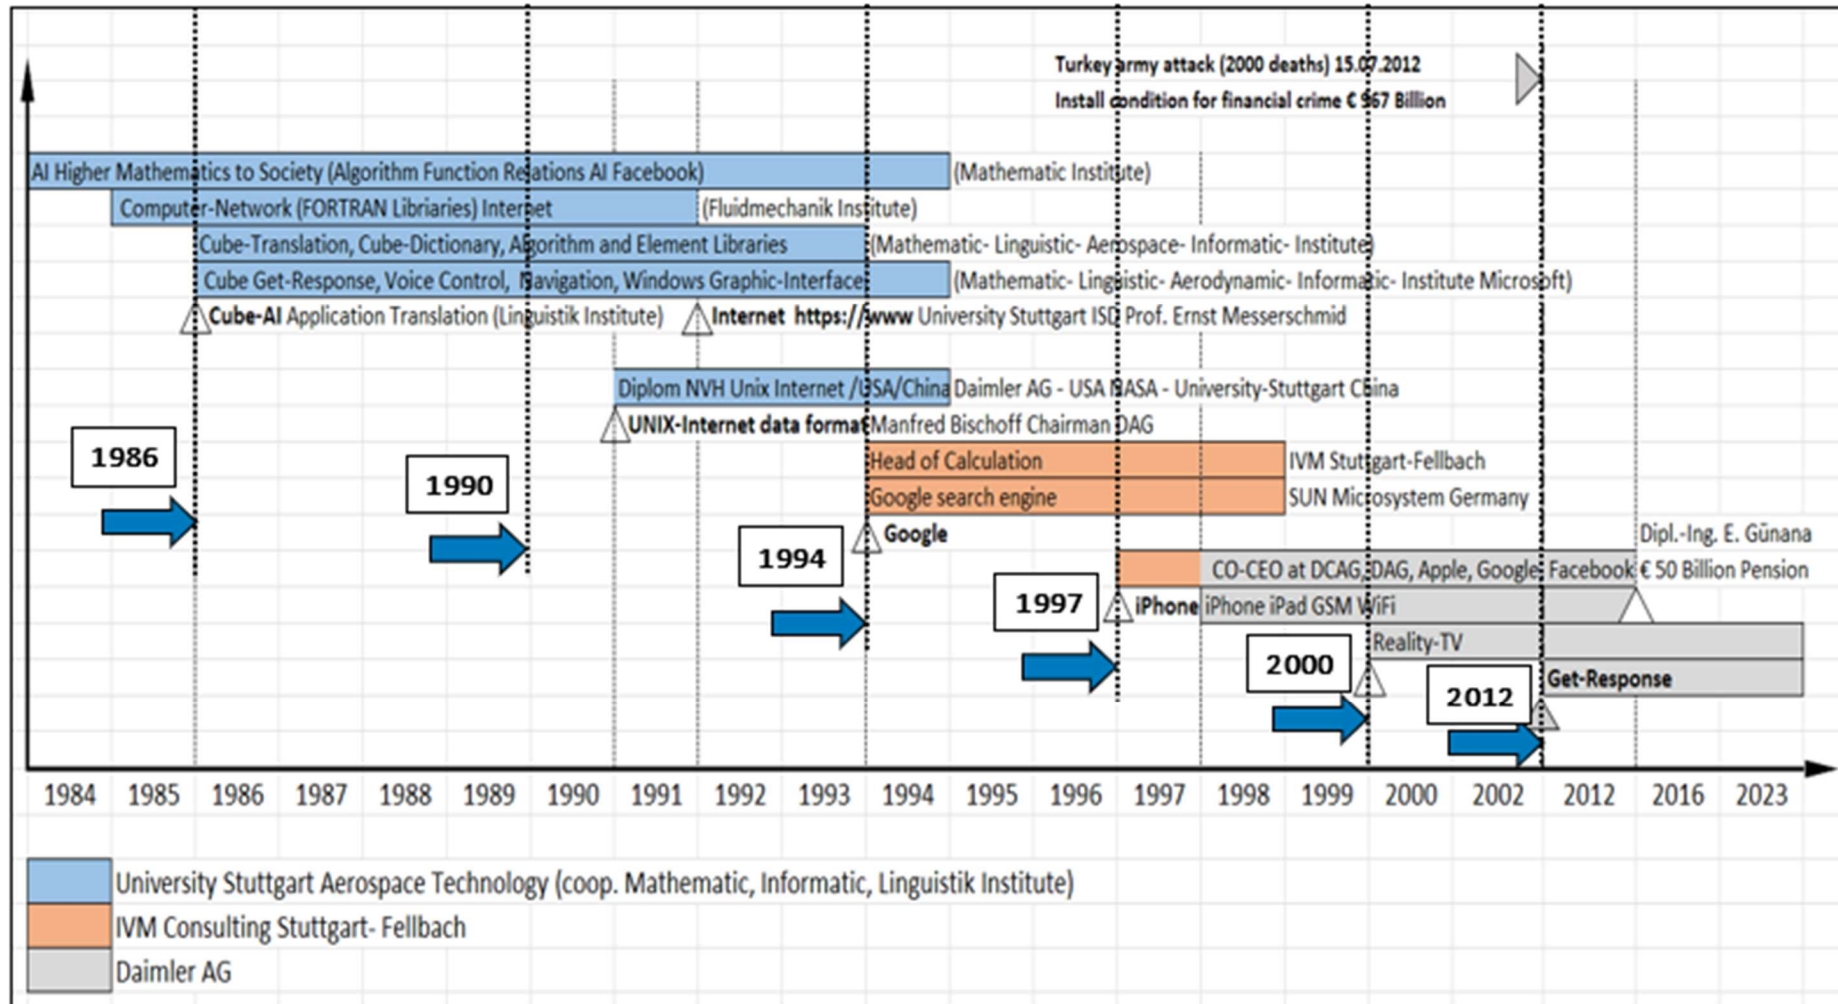 Turkey army attack (2000 deaths) 15.07.2012
Install condition for financial crime € 967 Billion
AI Higher Mathematics to Society (Algorithm Function Relations AI Facebook) (Mathematic Institute)
Computer-Network (FORTRAN Libriaries) Internet (Fluidmechanik Institute)
Cube-Translation, Cube-Dictionary, Algorithm and Element Libraries (Mathematic- Linguistic- Aerospace- Informatic- Institute)
Cube Get-Response, Voice Control, Navigation, Windows Graphic-Interface (Mathematic- Linguistic- Aerodynamic- Informatic- Institute Microsoft)
Cube-AI Application Translation (Linguistik Institute) Internet https://www University Stuttgart ISD Prof. Ernst Messerschmid
Diplom NVH Unix Internet /USA/China Daimler AG - USA NASA - University-Stuttgart China
UNIX-Internet data format Manfred Bischoff Chairman DAG
1986
Head of Calculation IVM Stuttgart-Fellbach
1990
Google search engine SUN Microsystem Germany
Google
Dipl.-Ing. E. Günana
1994
CO-CEO at DCAG, DAG, Apple, Google, Facebook € 50 Billion Pension
1997
iPhone iPhone iPad GSM WiFi
Reality-TV
2000
Get-Response
2012
1984 1985 1986 1987 1988 1989 1990 1991 1992 1993 1994 1995 1996 1997 1998 1999 2000 2002 2012 2016 2023
University Stuttgart Aerospace Technology (coop. Mathematic, Informatic, Linguistik Institute)
IVM Consulting Stuttgart- Fellbach
Daimler AG